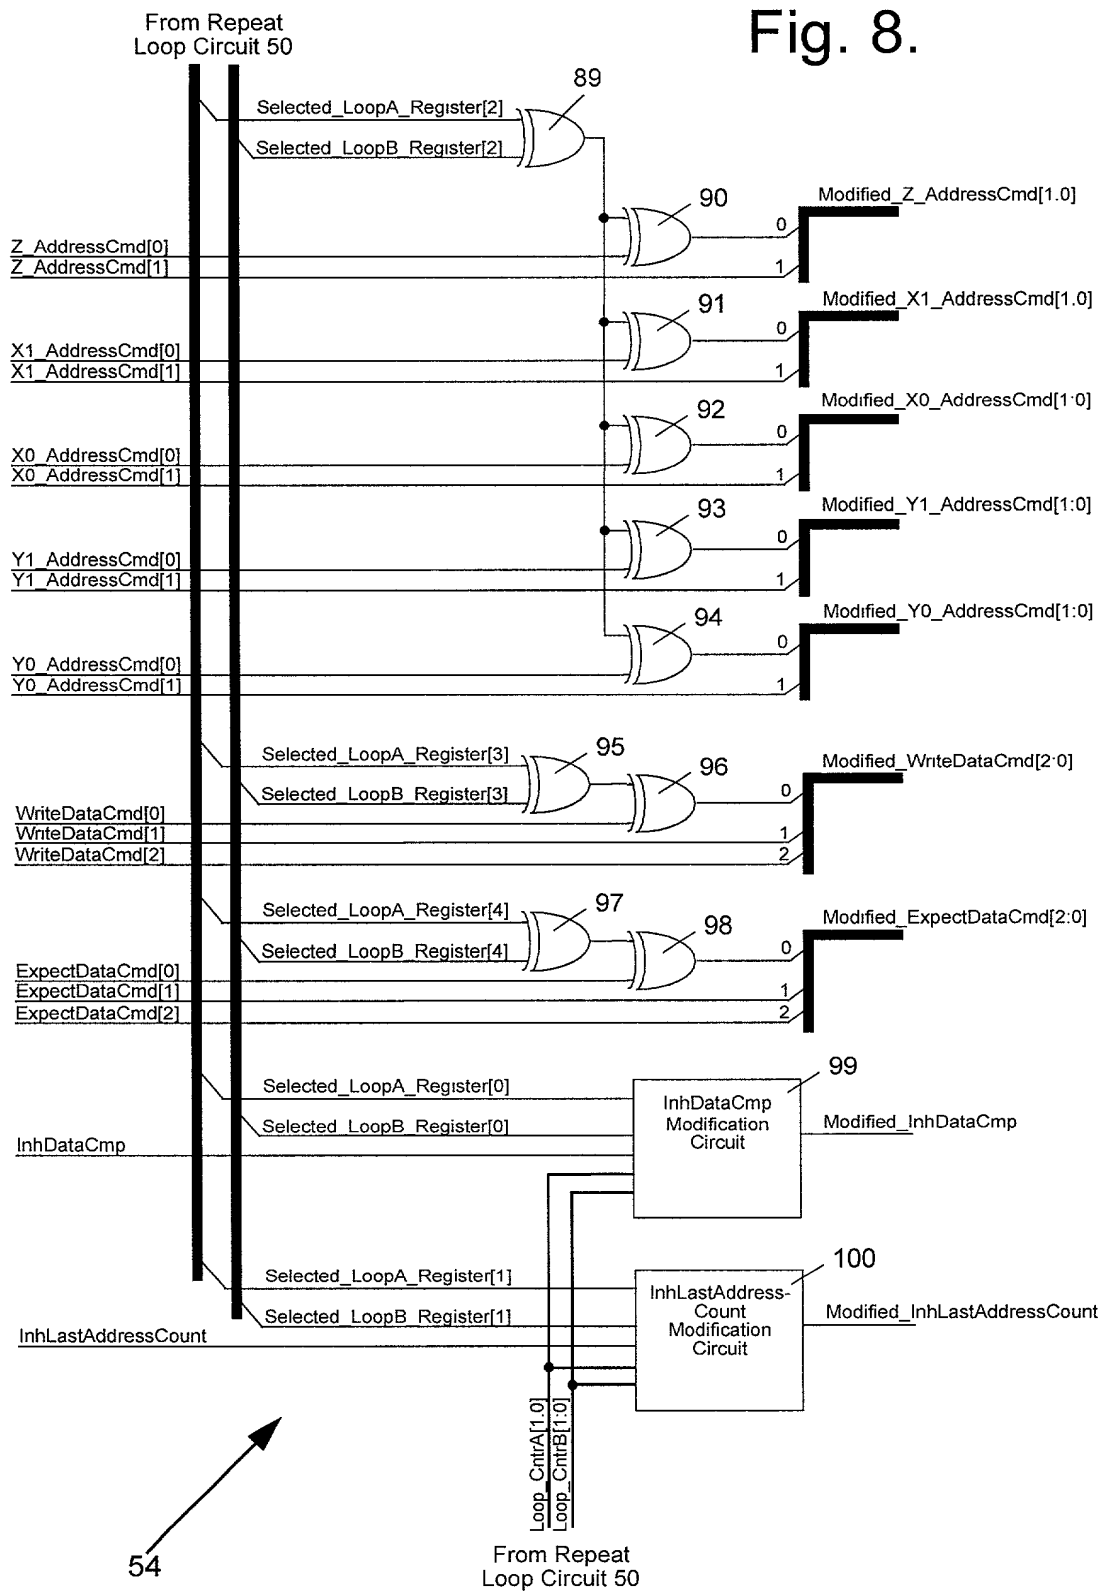 From Repeat
Loop Circuit 50
Fig. 8.
89
Selected_LoopA_Register[2]
Selected_LoopB_Register[2]
90
Modified_Z_AddressCmd[1.0]
0
Z_AddressCmd[0]
Z_AddressCmd[1]
1
91
Modified_X1_AddressCmd[1.0]
0
X1_AddressCmd[0]
X1_AddressCmd[1]
1
92
Modified_X0_AddressCmd[1:0]
0
X0_AddressCmd[0]
X0_AddressCmd[1]
1
93
Modified_Y1_AddressCmd[1:0]
0
Y1_AddressCmd[0]
Y1_AddressCmd[1]
1
94
Modified_Y0_AddressCmd[1:0]
0
Y0_AddressCmd[0]
Y0_AddressCmd[1]
1
Selected_LoopA_Register[3]
95
96
Modified_WriteDataCmd[2:0]
Selected_LoopB_Register[3]
0
WriteDataCmd[0]
WriteDataCmd[1]
1
WriteDataCmd[2]
2
Selected_LoopA_Register[4]
97
98
Modified_ExpectDataCmd[2:0]
Selected_LoopB_Register[4]
0
ExpectDataCmd[0]
ExpectDataCmd[1]
1
ExpectDataCmd[2]
2
99
Selected_LoopA_Register[0]
Selected_LoopB_Register[0]
InhDataCmp
InhDataCmp
Modification
Circuit
Modified_InhDataCmp
100
Selected_LoopA_Register[1]
Selected_LoopB_Register[1]
InhLastAddressCount
InhLastAddress-
Count
Modification
Circuit
Modified_InhLastAddressCount
Loop_CntrA[1.0]
Loop_CntrB[1:0]
54
From Repeat
Loop Circuit 50